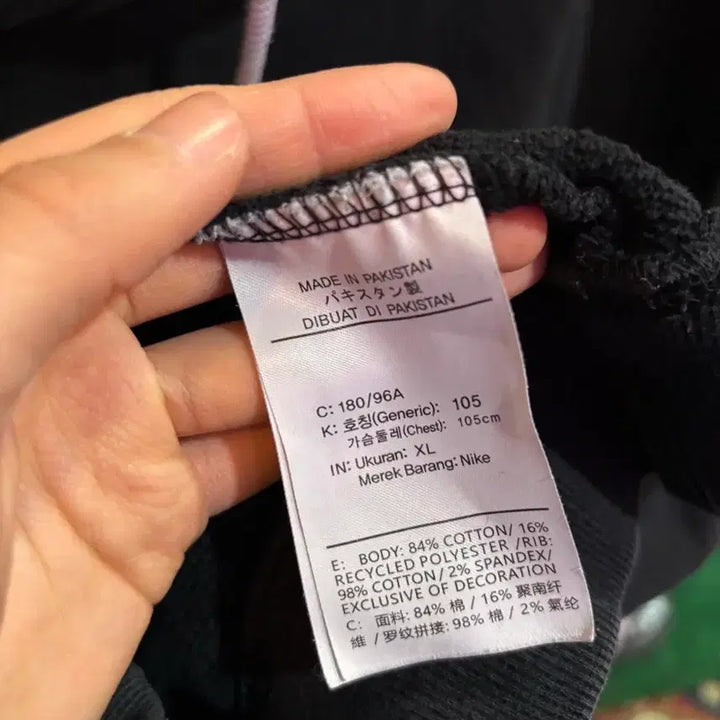 MADE IN PAKISTAN
パキスタン製
DIBUAT DI PAKISTAN
C: 180/96A
K: 호칭(Generic): 105
가슴둘레(Chest): 105cm
IN: Ukuran: XL
Merek Barang: Nike
E: BODY: 84% COTTON/ 16%
RECYCLED POLYESTER /RIB:
98% COTTON/ 2% SPANDEX/
EXCLUSIVE OF DECORATION
C: 面料: 84% 棉 / 16% 聚南纤
維 / 罗纹拼接: 98% 棉 / 2% 氣纶